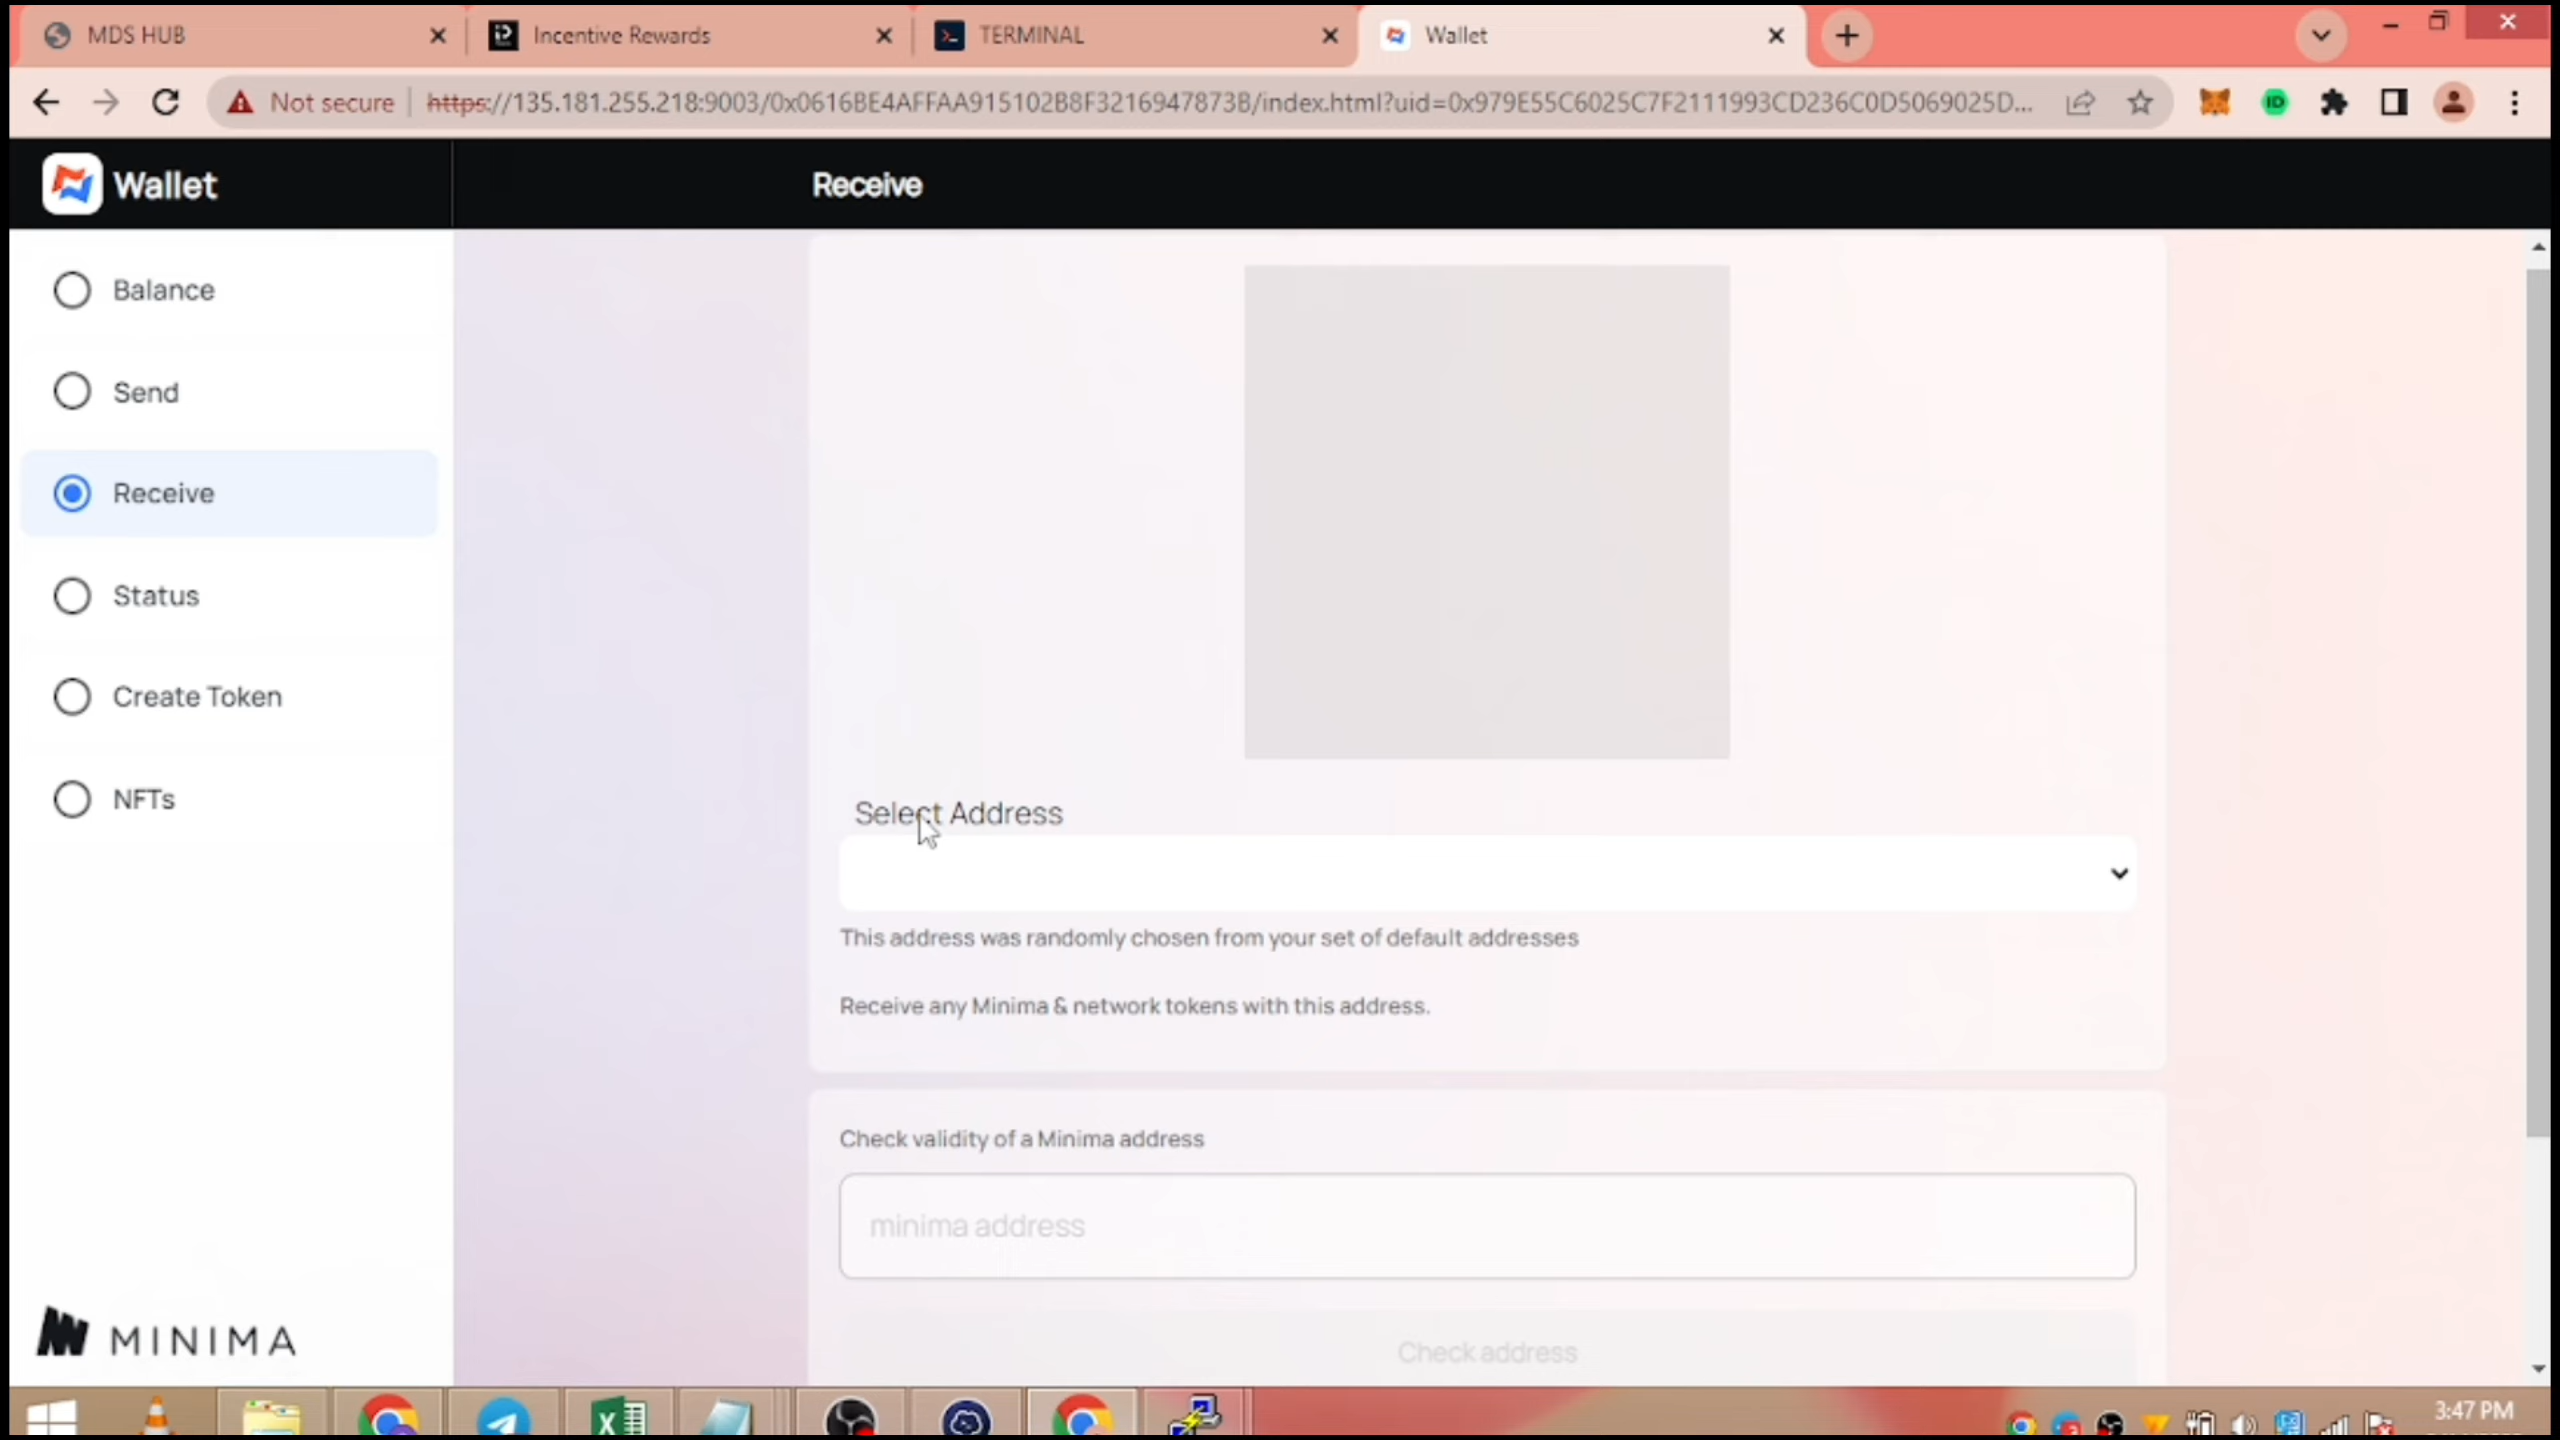 MDS HUB
Incentive Rewards
TERMINAL
Wallet
Not secure
https://135.181.255.218:9003/0x0616BE4AFFAA915102B8F3216947873B/index.html?uid=0x979E55C6025C7F2111993CD236C0D5069025D...
Wallet
Receive
Balance
Send
Receive
Status
Create Token
NFTs
MINIMA
Select Address
This address was randomly chosen from your set of default addresses
Receive any Minima & network tokens with this address.
Check validity of a Minima address
minima address
Check address
3:47 PM